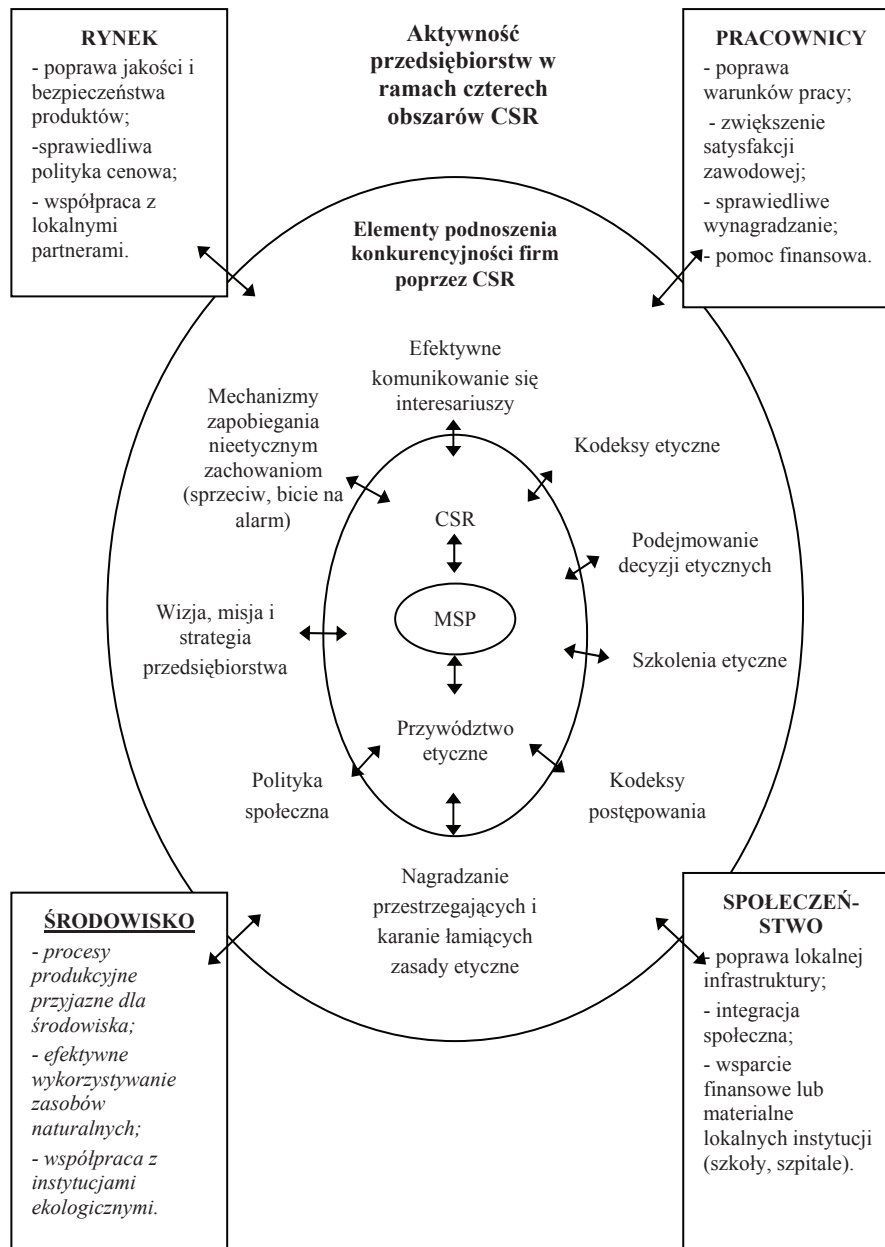 RYNEK
- poprawa jakości i
bezpieczeństwa
produktów;
-sprawiedliwa
polityka cenowa;
- współpraca z
lokalnymi
partnerami.
Aktywność
przedsiębiorstw w
ramach czterech
obszarów CSR
PRACOWNICY
- poprawa
warunków pracy;
- zwiększenie
satysfakcji
zawodowej;
- sprawiedliwe
wynagradzanie;
- pomoc finansowa.
Elementy podnoszenia
konkurencyjności firm
poprzez CSR
Efektywne
komunikowanie się
interesariuszy
Mechanizmy
zapobiegania
nieetycznym
zachowaniom
(sprzeciw, bicie na
alarm)
Kodeksy etyczne
CSR
Podejmowanie
decyzji etycznych
MSP
Wizja, misja i
strategia
przedsiębiorstwa
Szkolenia etyczne
Przywództwo
etyczne
Polityka
społeczna
Kodeksy
postępowania
Nagradzanie
przestrzegających i
karanie łamiących
zasady etyczne
ŚRODOWISKO
- procesy
produkcyjne
przyjazne dla
środowiska;
- efektywne
wykorzystywanie
zasobów
naturalnych;
- współpraca z
instytucjami
ekologicznymi.
SPOŁECZEŃ-
STWO
- poprawa lokalnej
infrastruktury;
- integracja
społeczna;
- wsparcie
finansowe lub
materialne
lokalnych instytucji
(szkoły, szpitale).